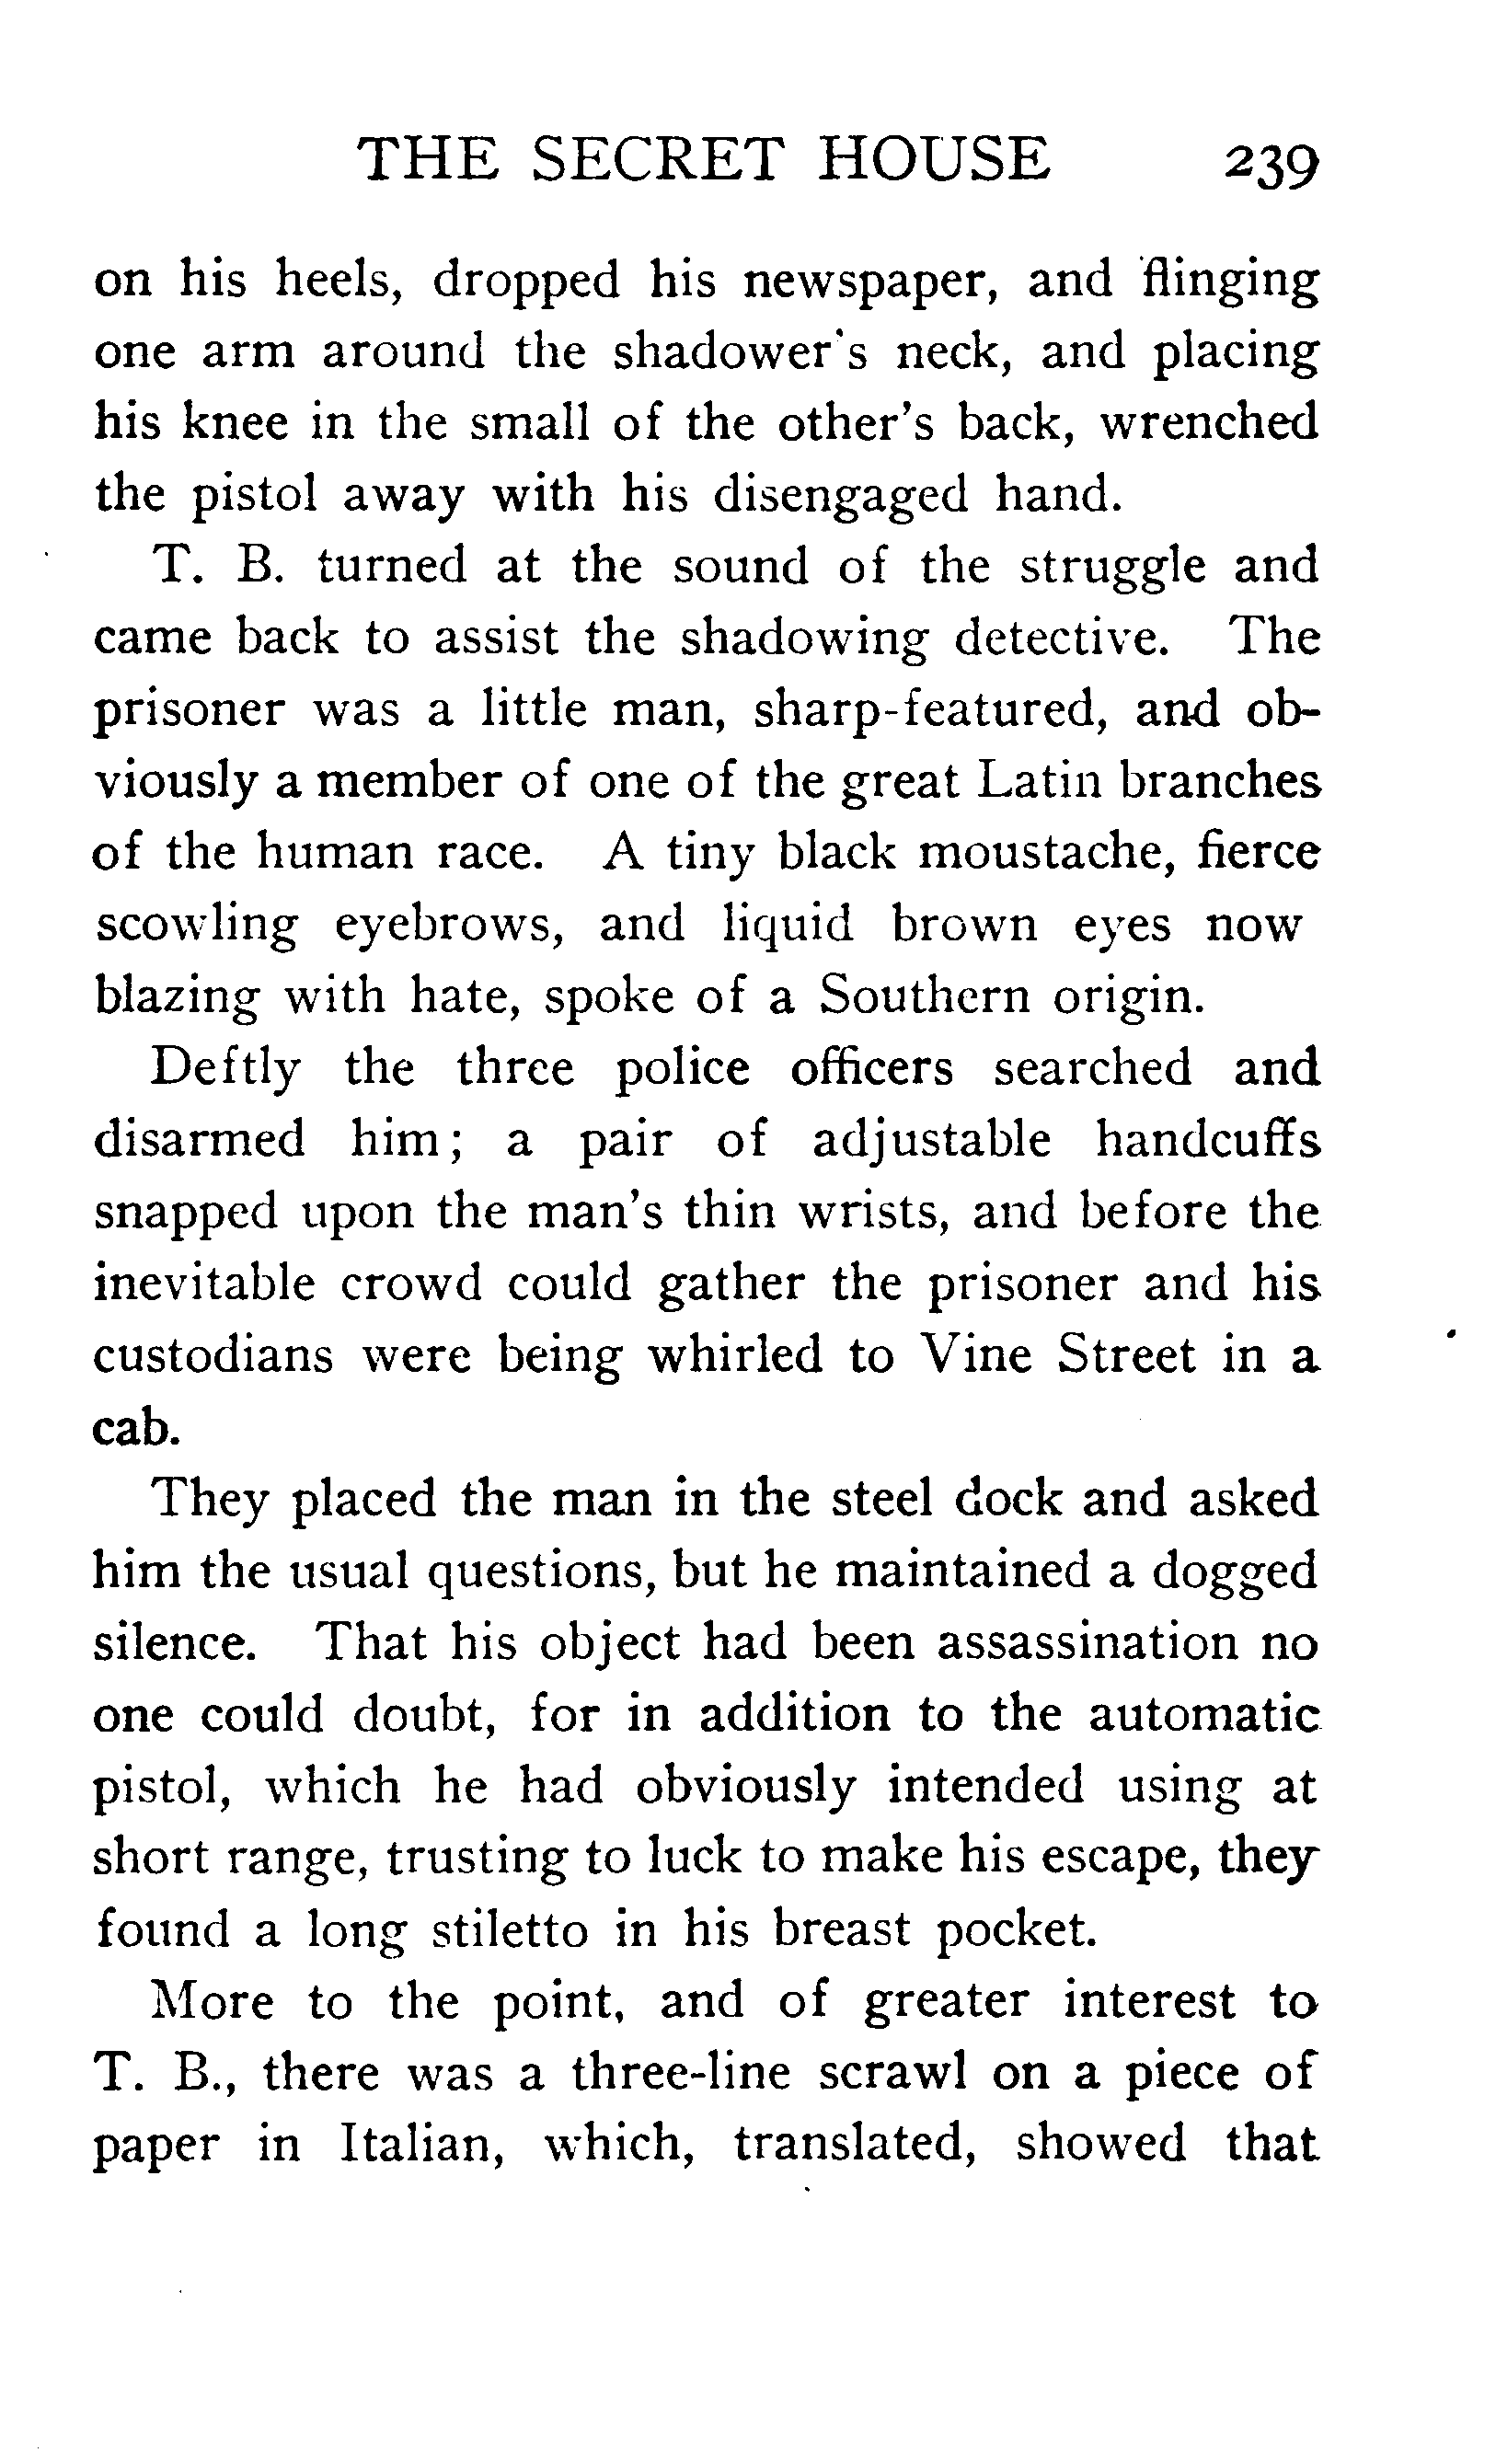 THE SECRET HOUSE 239
on his heels, dropped his newspaper, and flinging
one arm around the shadower's neck, and placing
his knee in the small of the other's back, wrenched
the pistol away with his disengaged hand.
T. B. turned at the sound of the struggle and
came back to assist the shadowing detective. The
prisoner was a little man, sharp-featured, and ob-
viously a member of one of the great Latin branches
of the human race. A tiny black moustache, fierce
scowling eyebrows, and liquid brown eyes now
blazing with hate, spoke of a Southern origin.
Deftly the three police officers searched and
disarmed him; a pair of adjustable handcuffs
snapped upon the man's thin wrists, and before the
inevitable crowd could gather the prisoner and his
custodians were being whirled to Vine Street in a
cab.
They placed the man in the steel dock and asked
him the usual questions, but he maintained a dogged
silence. That his object had been assassination no
one could doubt, for in addition to the automatic
pistol, which he had obviously intended using at
short range, trusting to luck to make his escape, they
found a long stiletto in his breast pocket.
More to the point, and of greater interest to
T. B., there was a three-line scrawl on a piece of
paper in Italian, which, translated, showed that